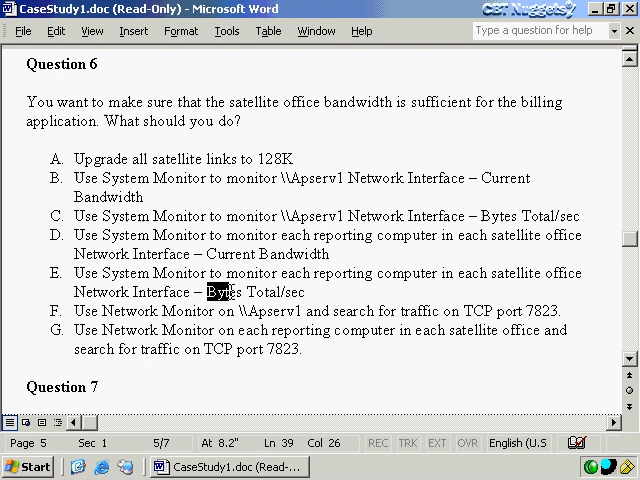 CaseStudy1.doc (Read-Only) - Microsoft Word
CBT Nuggets
File Edit View Insert Format Tools Table Window Help
Type a question for help
Question 6
You want to make sure that the satellite office bandwidth is sufficient for the billing
application. What should you do?
A. Upgrade all satellite links to 128K
B. Use System Monitor to monitor \\Apserv1 Network Interface – Current
Bandwidth
C. Use System Monitor to monitor \\Apserv1 Network Interface – Bytes Total/sec
D. Use System Monitor to monitor each reporting computer in each satellite office
Network Interface – Current Bandwidth
E. Use System Monitor to monitor each reporting computer in each satellite office
Network Interface – Bytes Total/sec
F. Use Network Monitor on \\Apserv1 and search for traffic on TCP port 7823.
G. Use Network Monitor on each reporting computer in each satellite office and
search for traffic on TCP port 7823.
Question 7
Page 5 Sec 1 5/7 At 8.2" Ln 39 Col 26 REC TRK EXT OVR English (U.S
Start CaseStudy1.doc (Read-...